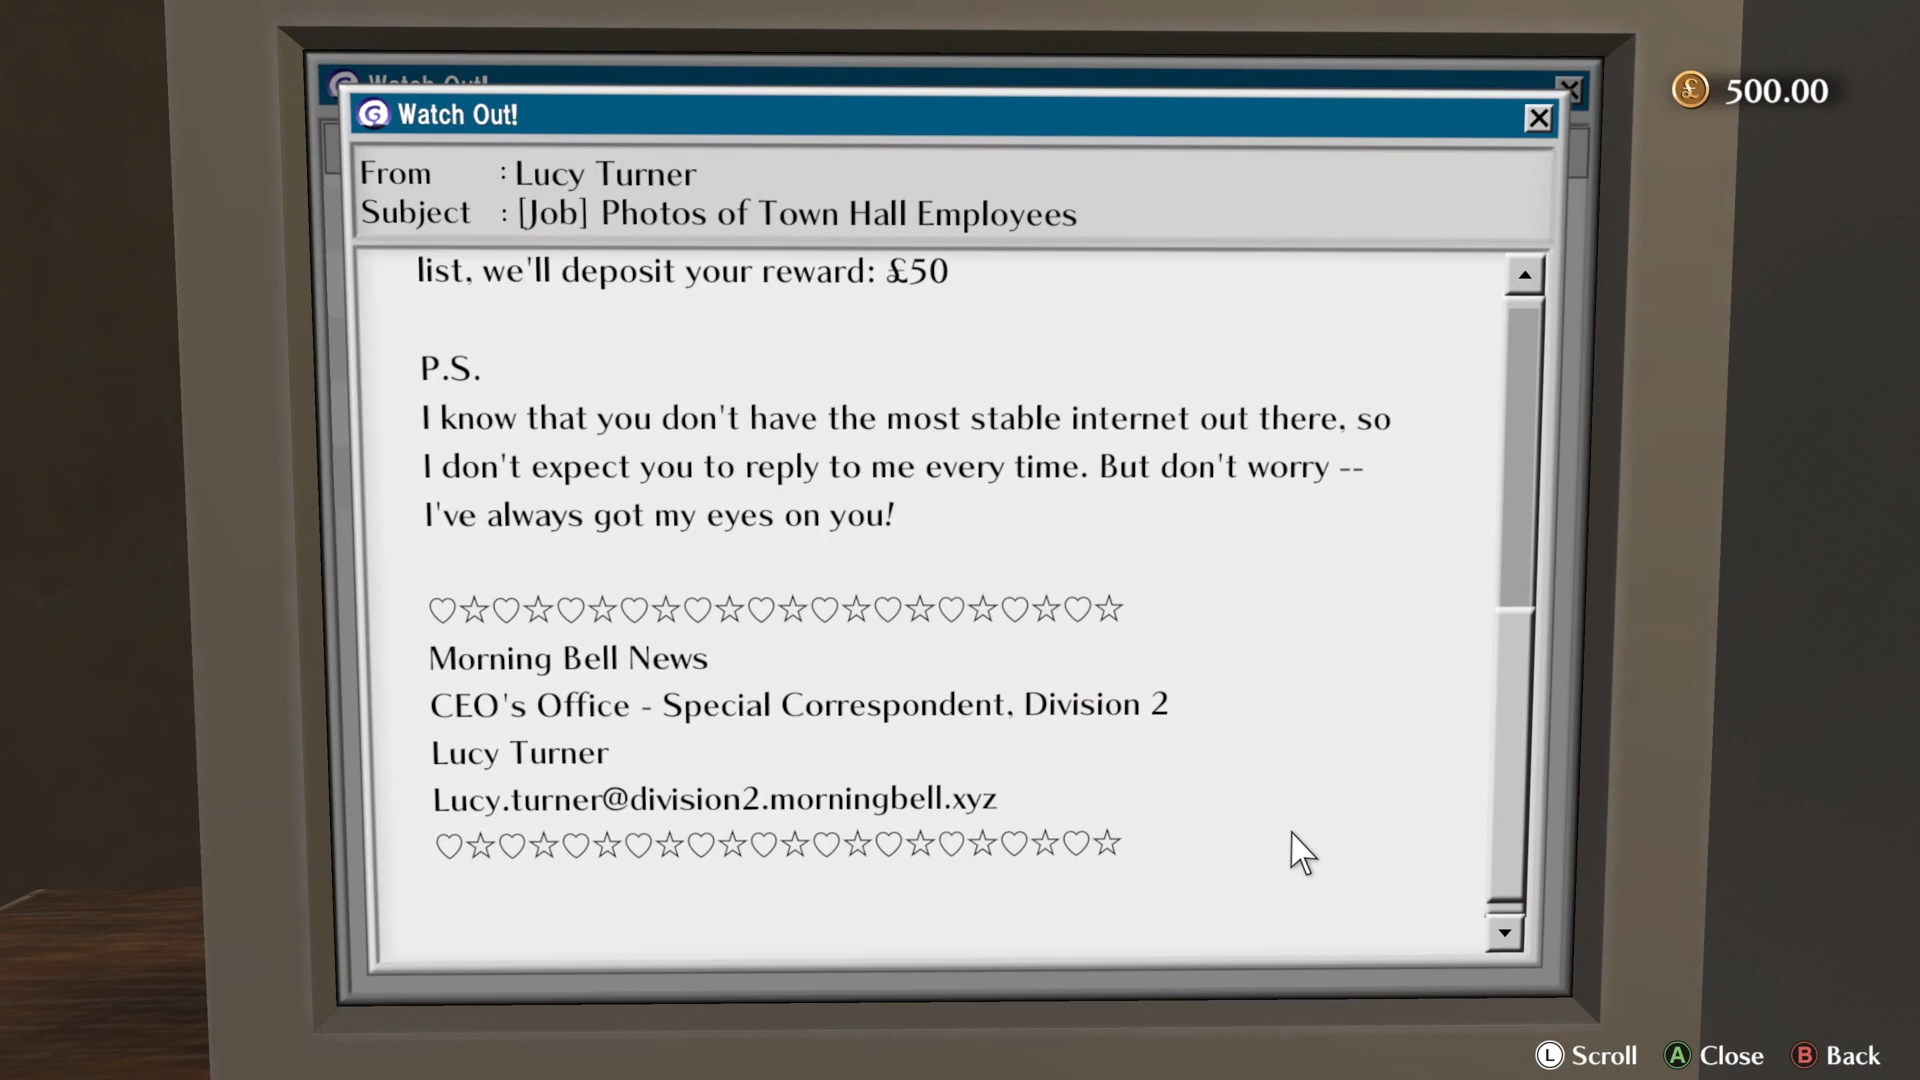 Watch Out!
£ 500.00
Watch Out!
From : Lucy Turner
Subject : [Job] Photos of Town Hall Employees
list, we'll deposit your reward: £50
P.S.
I know that you don't have the most stable internet out there, so
I don't expect you to reply to me every time. But don't worry --
I've always got my eyes on you!
♡☆♡☆♡☆♡☆♡☆♡☆♡☆♡☆♡☆♡☆♡☆
Morning Bell News
CEO's Office - Special Correspondent, Division 2
Lucy Turner
Lucy.turner@division2.morningbell.xyz
♡☆♡☆♡☆♡☆♡☆♡☆♡☆♡☆♡☆♡☆♡☆
L Scroll A Close B Back